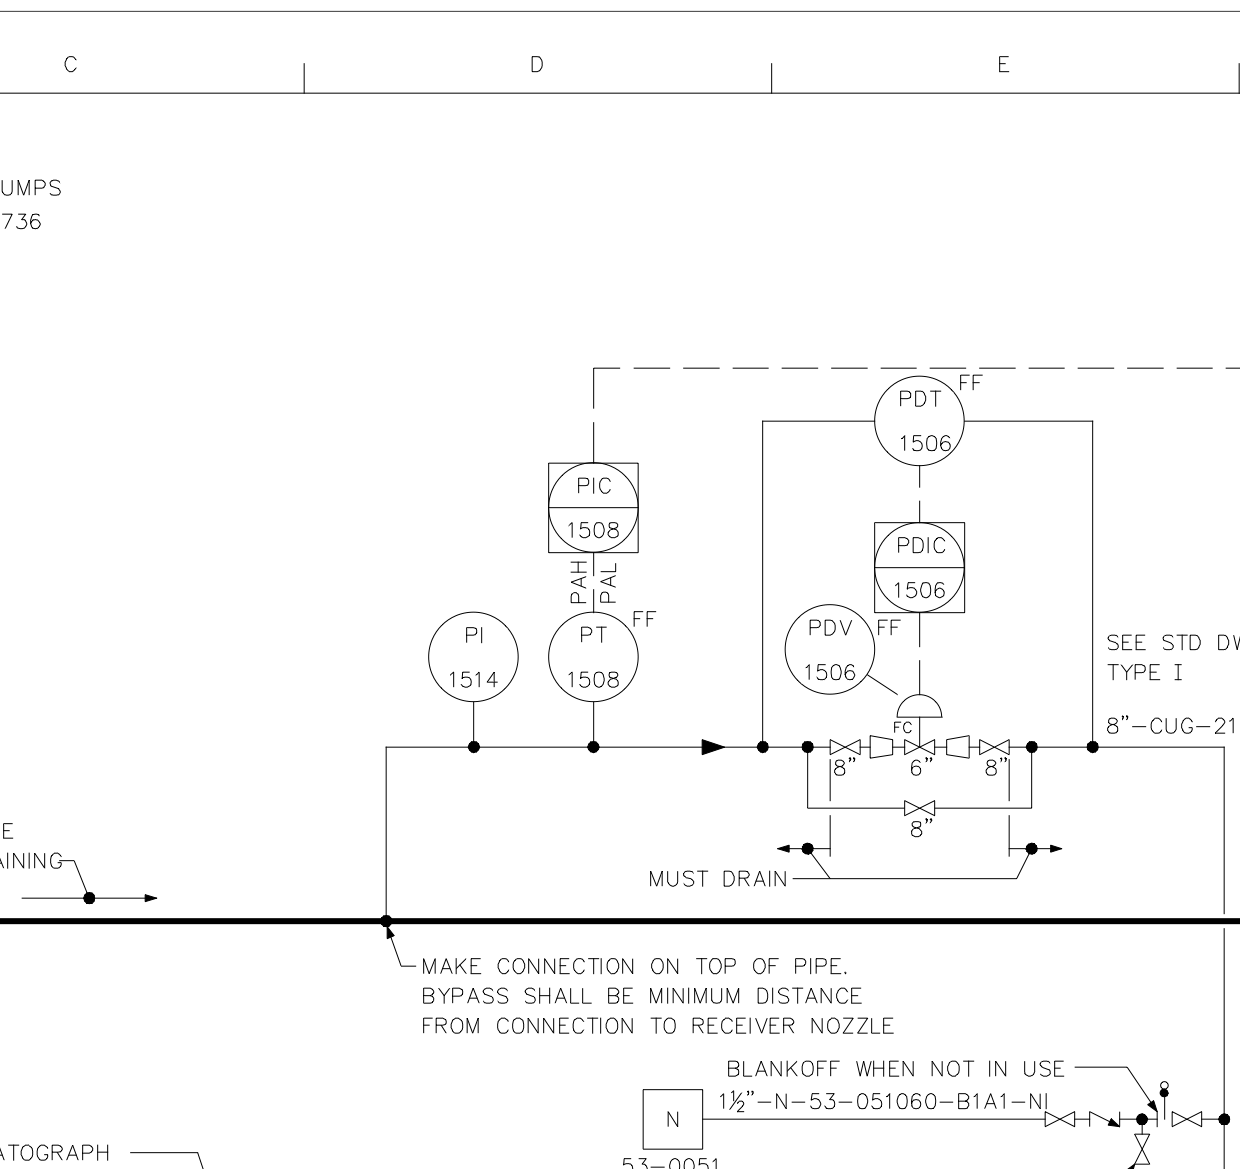 C
D
E
UMPS
736
PDT
1506
FF
PIC
1508
PDIC
1506
PAH
PAL
PI
1514
PT
1508
FF
PDV
1506
FF
SEE STD DW
TYPE I
FC
8"-CUG-21
8"
6"
8"
8"
E
AINING
MUST DRAIN
MAKE CONNECTION ON TOP OF PIPE.
BYPASS SHALL BE MINIMUM DISTANCE
FROM CONNECTION TO RECEIVER NOZZLE
BLANKOFF WHEN NOT IN USE
N
1½"-N-53-051060-B1A1-NI
ATOGRAPH
53-0051